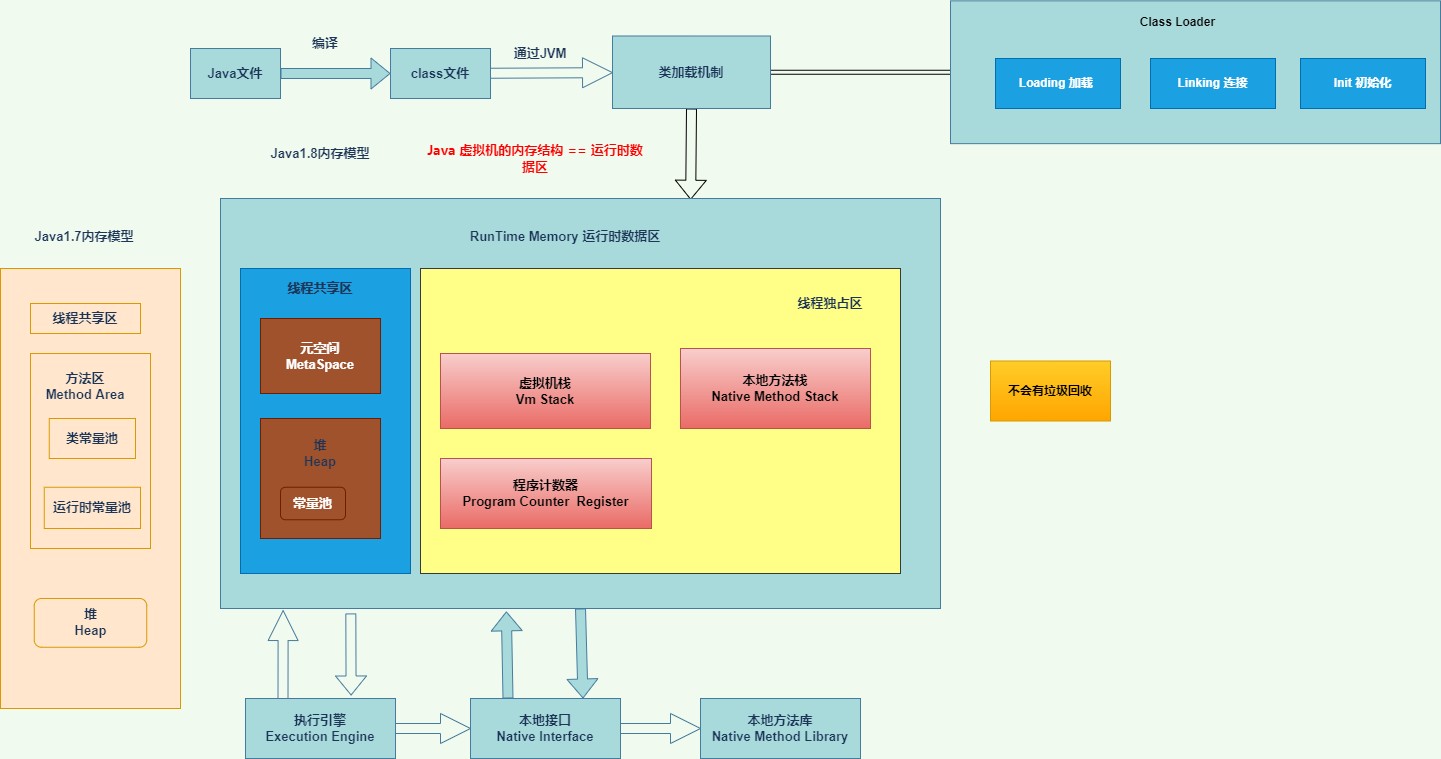 Class Loader
编译
通过JVM
Java文件
class文件
类加载机制
Loading 加载
Linking 连接
Init 初始化
Java1.8内存模型
Java 虚拟机的内存结构 == 运行时数
据区
Java1.7内存模型
RunTime Memory 运行时数据区
线程共享区
方法区
Method Area
类常量池
运行时常量池
堆
Heap
线程共享区
元空间
MetaSpace
堆
Heap
常量池
线程独占区
虚拟机栈
Vm Stack
本地方法栈
Native Method Stack
程序计数器
Program Counter  Register
不会有垃圾回收
执行引擎
Execution Engine
本地接口
Native Interface
本地方法库
Native Method Library